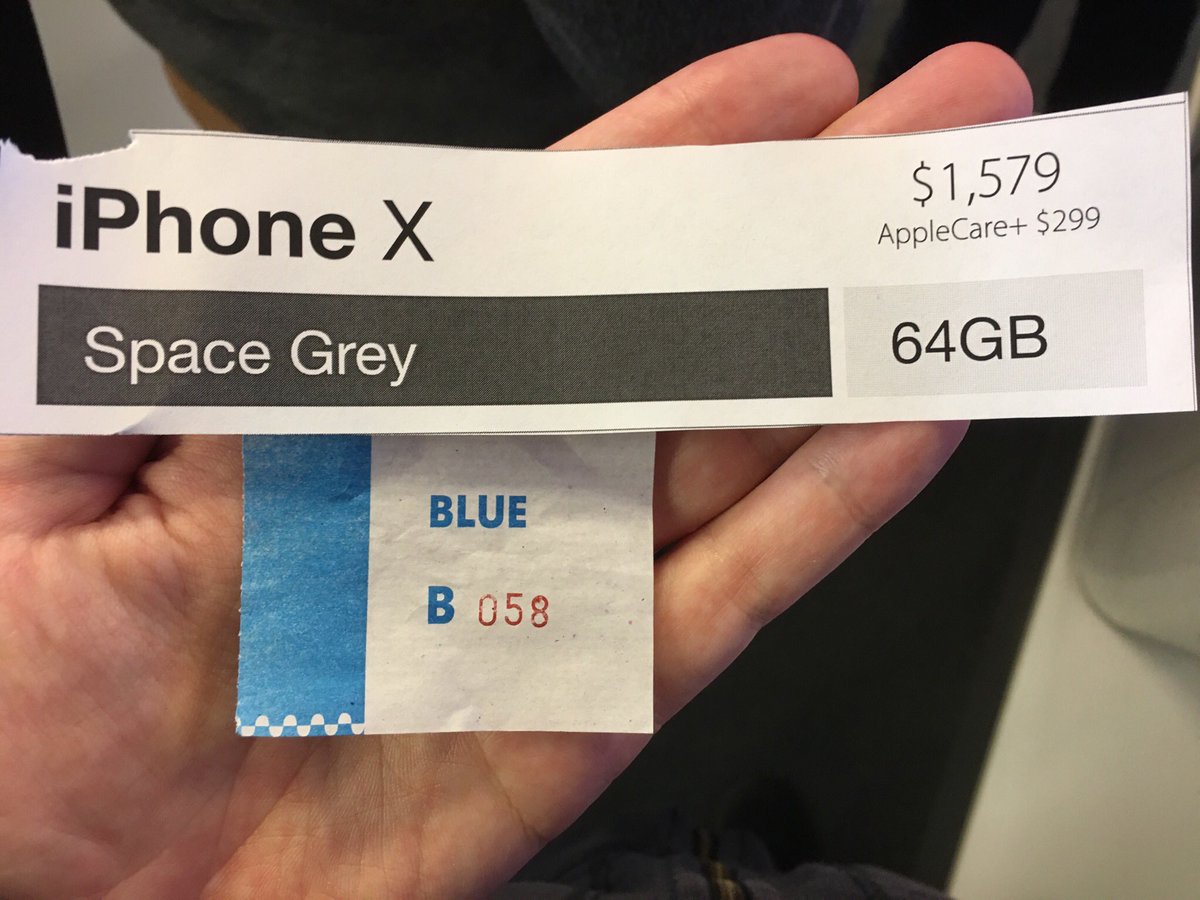 iPhone X
$1,579
AppleCare+ $299
Space Grey
64GB
BLUE
B 058